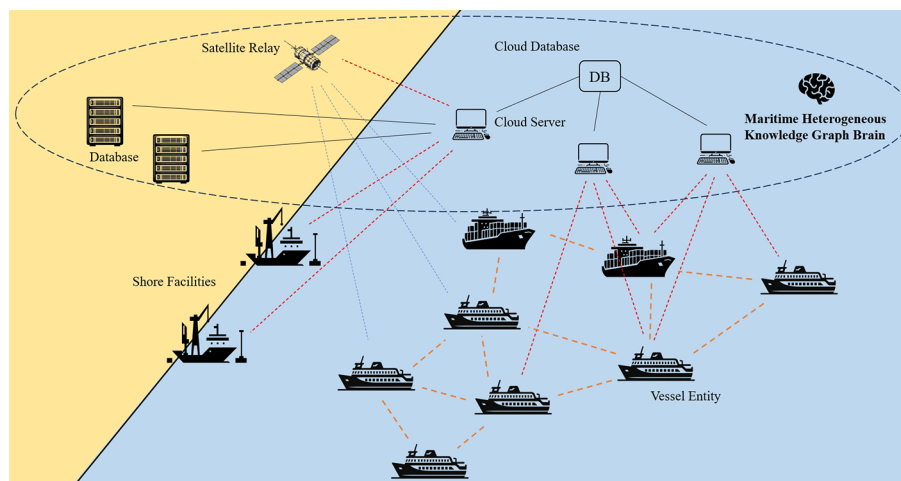 Satellite Relay
Cloud Database
DB
Maritime Heterogeneous
Knowledge Graph Brain
Cloud Server
Database
Shore Facilities
Vessel Entity